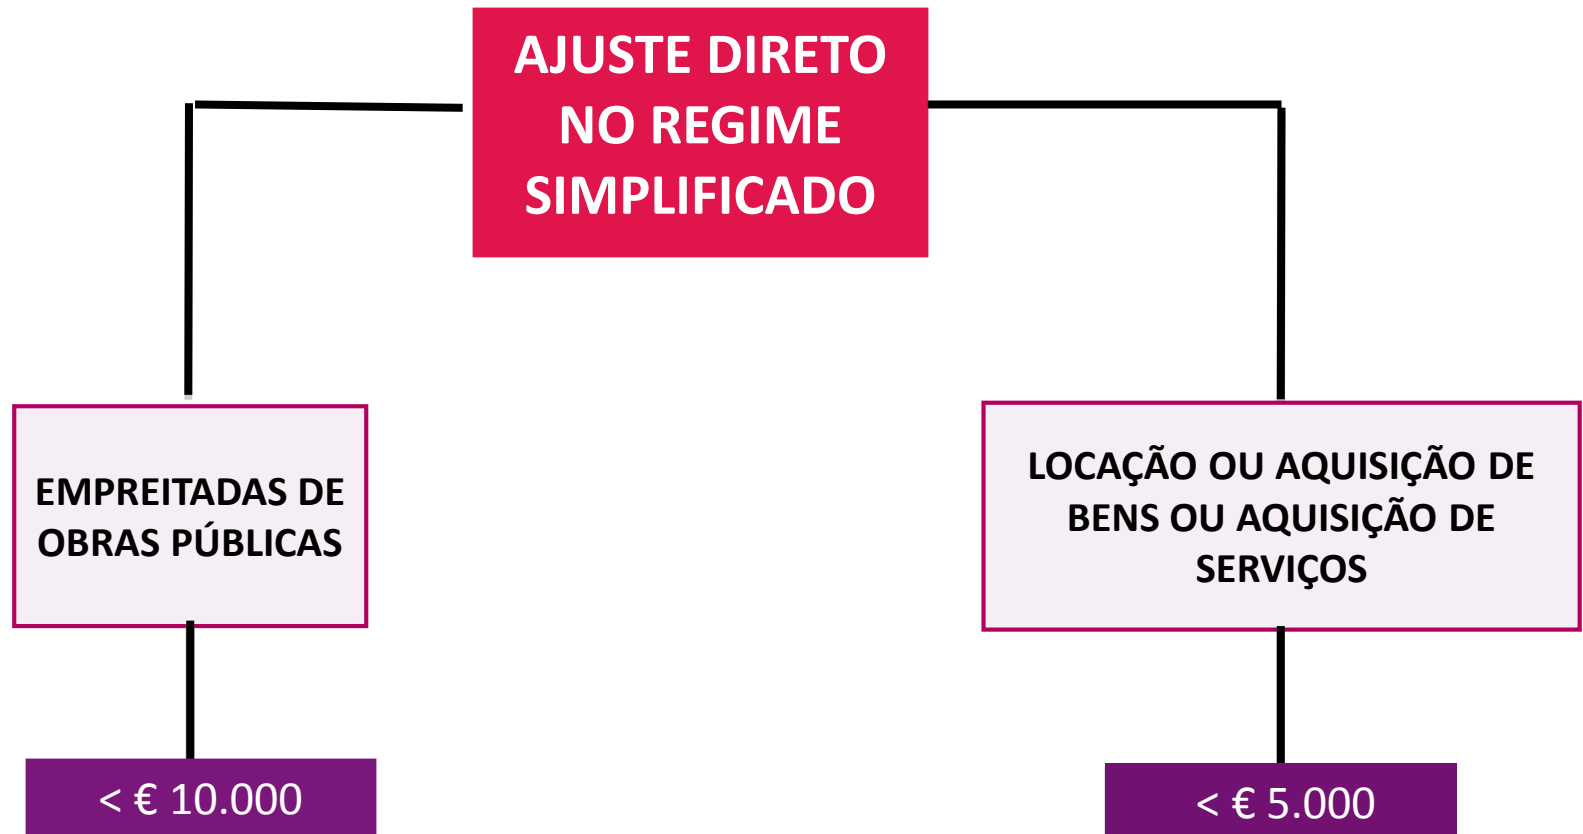 AJUSTE DIRETO
NO REGIME
SIMPLIFICADO
EMPREITADAS DE
OBRAS PÚBLICAS
< € 10.000
LOCAÇÃO OU AQUISIÇÃO DE
BENS OU AQUISIÇÃO DE
SERVIÇOS
< € 5.000